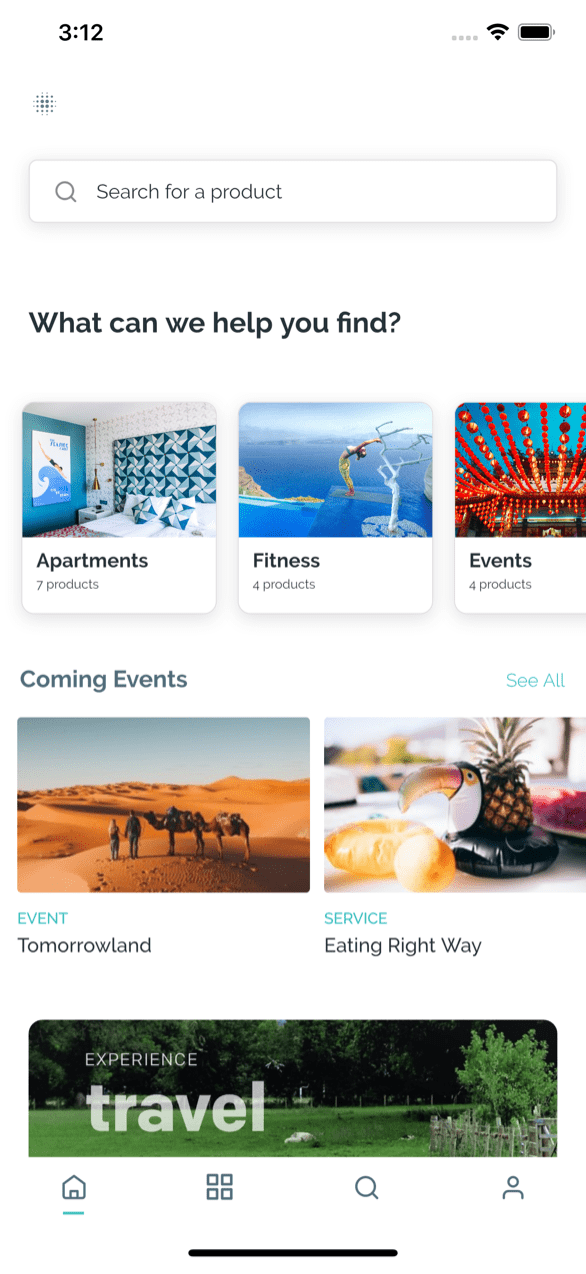 3:12
Search for a product
What can we help you find?
Apartments
7 products
Fitness
4 products
Events
4 products
Coming Events
See All
EVENT
Tomorrowland
SERVICE
Eating Right Way
EXPERIENCE
travel